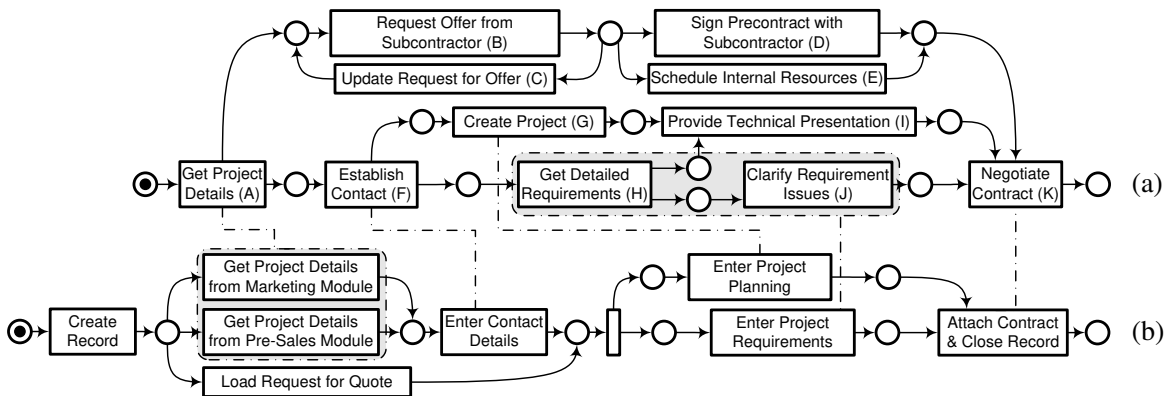 Request Offer from
Subcontractor (B)
Sign Precontract with
Subcontractor (D)
Update Request for Offer (C)
Schedule Internal Resources (E)
Create Project (G)
Provide Technical Presentation (I)
Get Project
Details (A)
Establish
Contact (F)
Get Detailed
Requirements (H)
Clarify Requirement
Issues (J)
Negotiate
Contract (K)
(a)
Get Project Details
from Marketing Module
Enter Project
Planning
Create
Record
Get Project Details
from Pre-Sales Module
Enter Contact
Details
Enter Project
Requirements
Attach Contract
& Close Record
(b)
Load Request for Quote